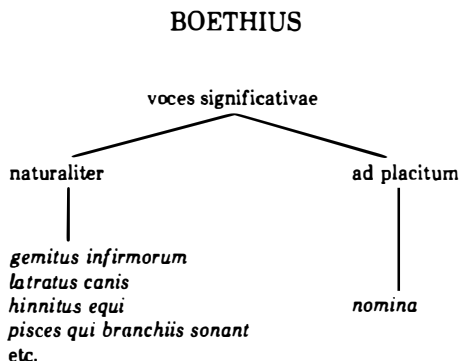 BOETHIUS
voces significativae
naturaliter
ad placitum
gemitus infirmorum
latratus canis
hinnitus equi
nomina
pisces qui branchiis sonant
etc.